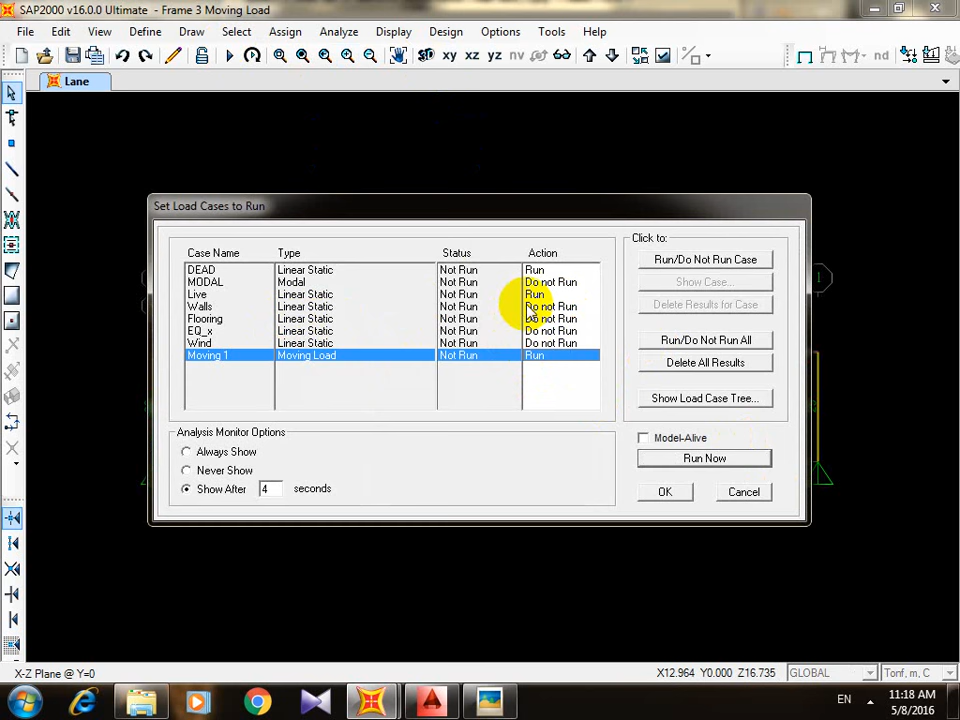 SAP2000 v16.0.0 Ultimate - Frame 3 Moving Load
File Edit View Define Draw Select Assign Analyze Display Design Options Tools Help
3D xy xz yz nv nd
Lane
Set Load Cases to Run
Click to:
Case Name Type Status Action
DEAD Linear Static Not Run Run
MODAL Modal Not Run Do not Run
Live Linear Static Not Run Run
Walls Linear Static Not Run Do not Run
Flooring Linear Static Not Run Do not Run
EQ_x Linear Static Not Run Do not Run
Wind Linear Static Not Run Do not Run
Moving 1 Moving Load Not Run Run
Run/Do Not Run Case
Show Case...
Delete Results for Case
Run/Do Not Run All
Delete All Results
Show Load Case Tree...
1
Analysis Monitor Options
Always Show
Never Show
Show After 4 seconds
Model-Alive
Run Now
OK Cancel
X-Z Plane @ Y=0
X12.964 Y0.000 Z16.735
GLOBAL
Tonf, m, C
EN
11:18 AM
5/8/2016